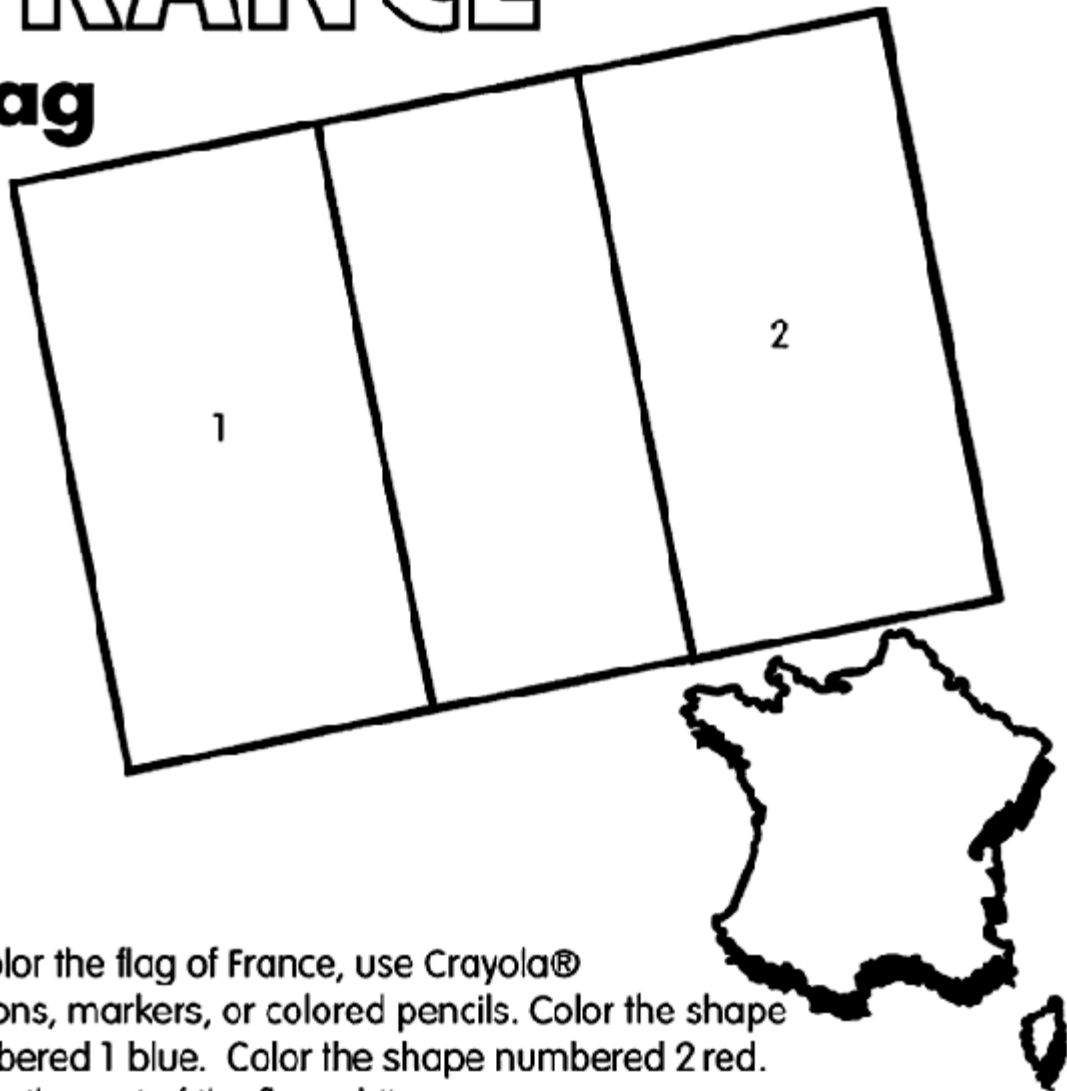 RANCE
ag
1
2
olor the flag of France, use Crayola®
ons, markers, or colored pencils. Color the shape
bered 1 blue. Color the shape numbered 2 red.